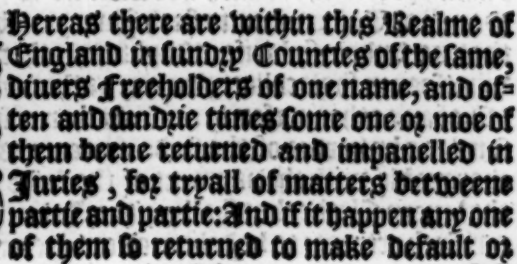 Hereas there are within this Realme of
England in sundry Counties of the same,
diuers Freeholders of one name, and of=
ten and sundrie times some one or moe of
them beene returned and impanelled in
Juries, for tryall of matters betweene
partie and partie: And if it happen any one
of them so returned to make default or